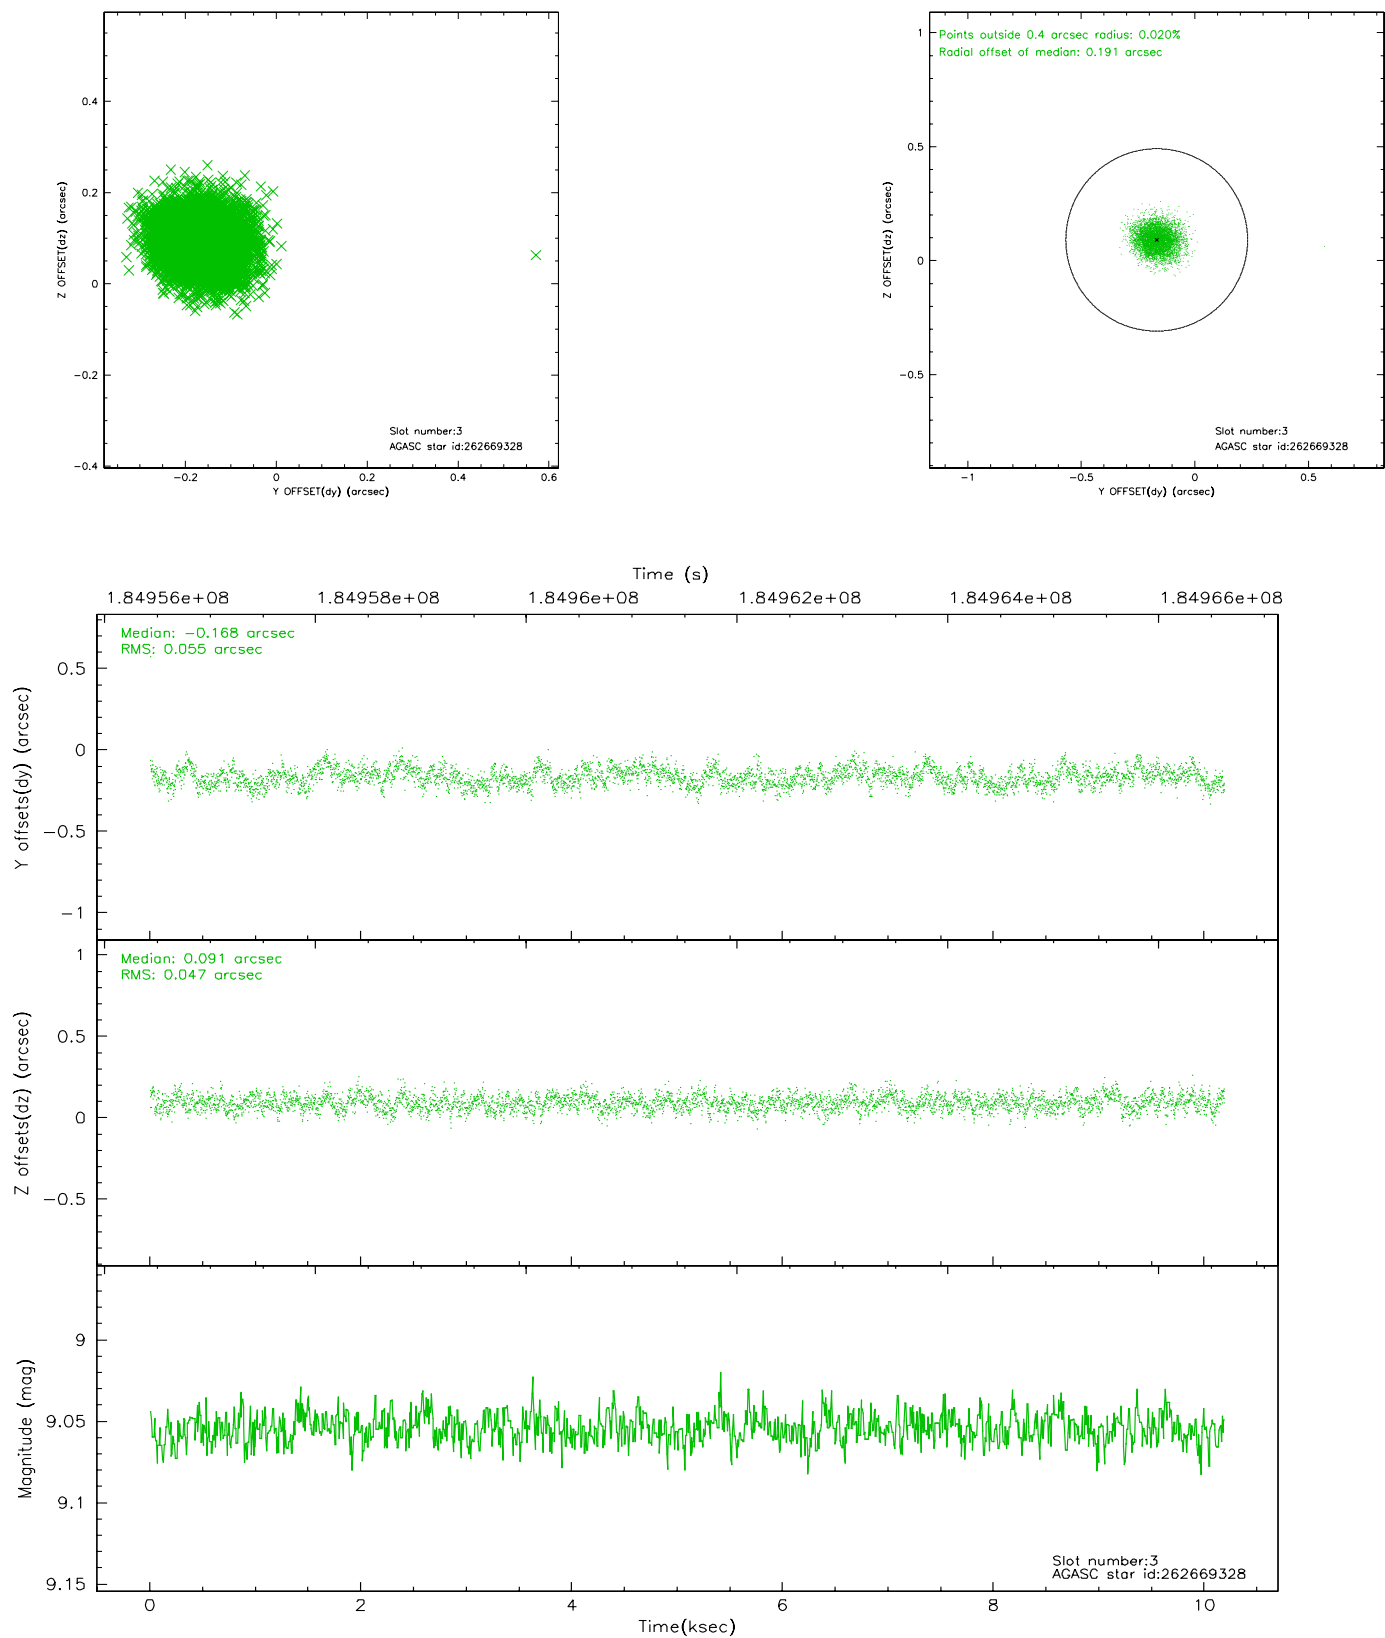 0.4
0.2
0
−0.2
−0.4
Z OFFSET(dz) (arcsec)
−0.2
0
0.2
0.4
0.6
Y OFFSET(dy) (arcsec)
Slot number:3
AGASC star id:262669328
Points outside 0.4 arcsec radius: 0.020%
Radial offset of median: 0.191 arcsec
1
0.5
0
−0.5
Z OFFSET(dz) (arcsec)
−1
−0.5
0
0.5
Y OFFSET(dy) (arcsec)
Slot number:3
AGASC star id:262669328
Time (s)
1.84956e+08
1.84958e+08
1.8496e+08
1.84962e+08
1.84964e+08
1.84966e+08
Median: −0.168 arcsec
RMS: 0.055 arcsec
0.5
0
−0.5
−1
Y offsets(dy) (arcsec)
Median: 0.091 arcsec
RMS: 0.047 arcsec
1
0.5
0
−0.5
Z offsets(dz) (arcsec)
9
9.05
9.1
9.15
Magnitude (mag)
Slot number:3
AGASC star id:262669328
0
2
4
6
8
10
Time(ksec)